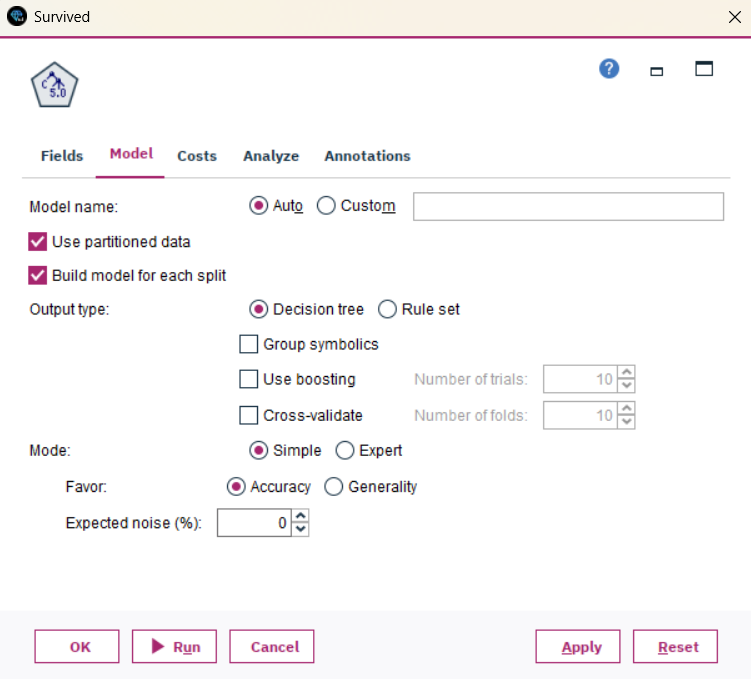 Survived
C 5.0
?
Fields Model Costs Analyze Annotations
Model name: Auto Custom
Use partitioned data
Build model for each split
Output type: Decision tree Rule set
Group symbolics
Use boosting Number of trials: 10
Cross-validate Number of folds: 10
Mode: Simple Expert
Favor: Accuracy Generality
Expected noise (%): 0
OK Run Cancel Apply Reset